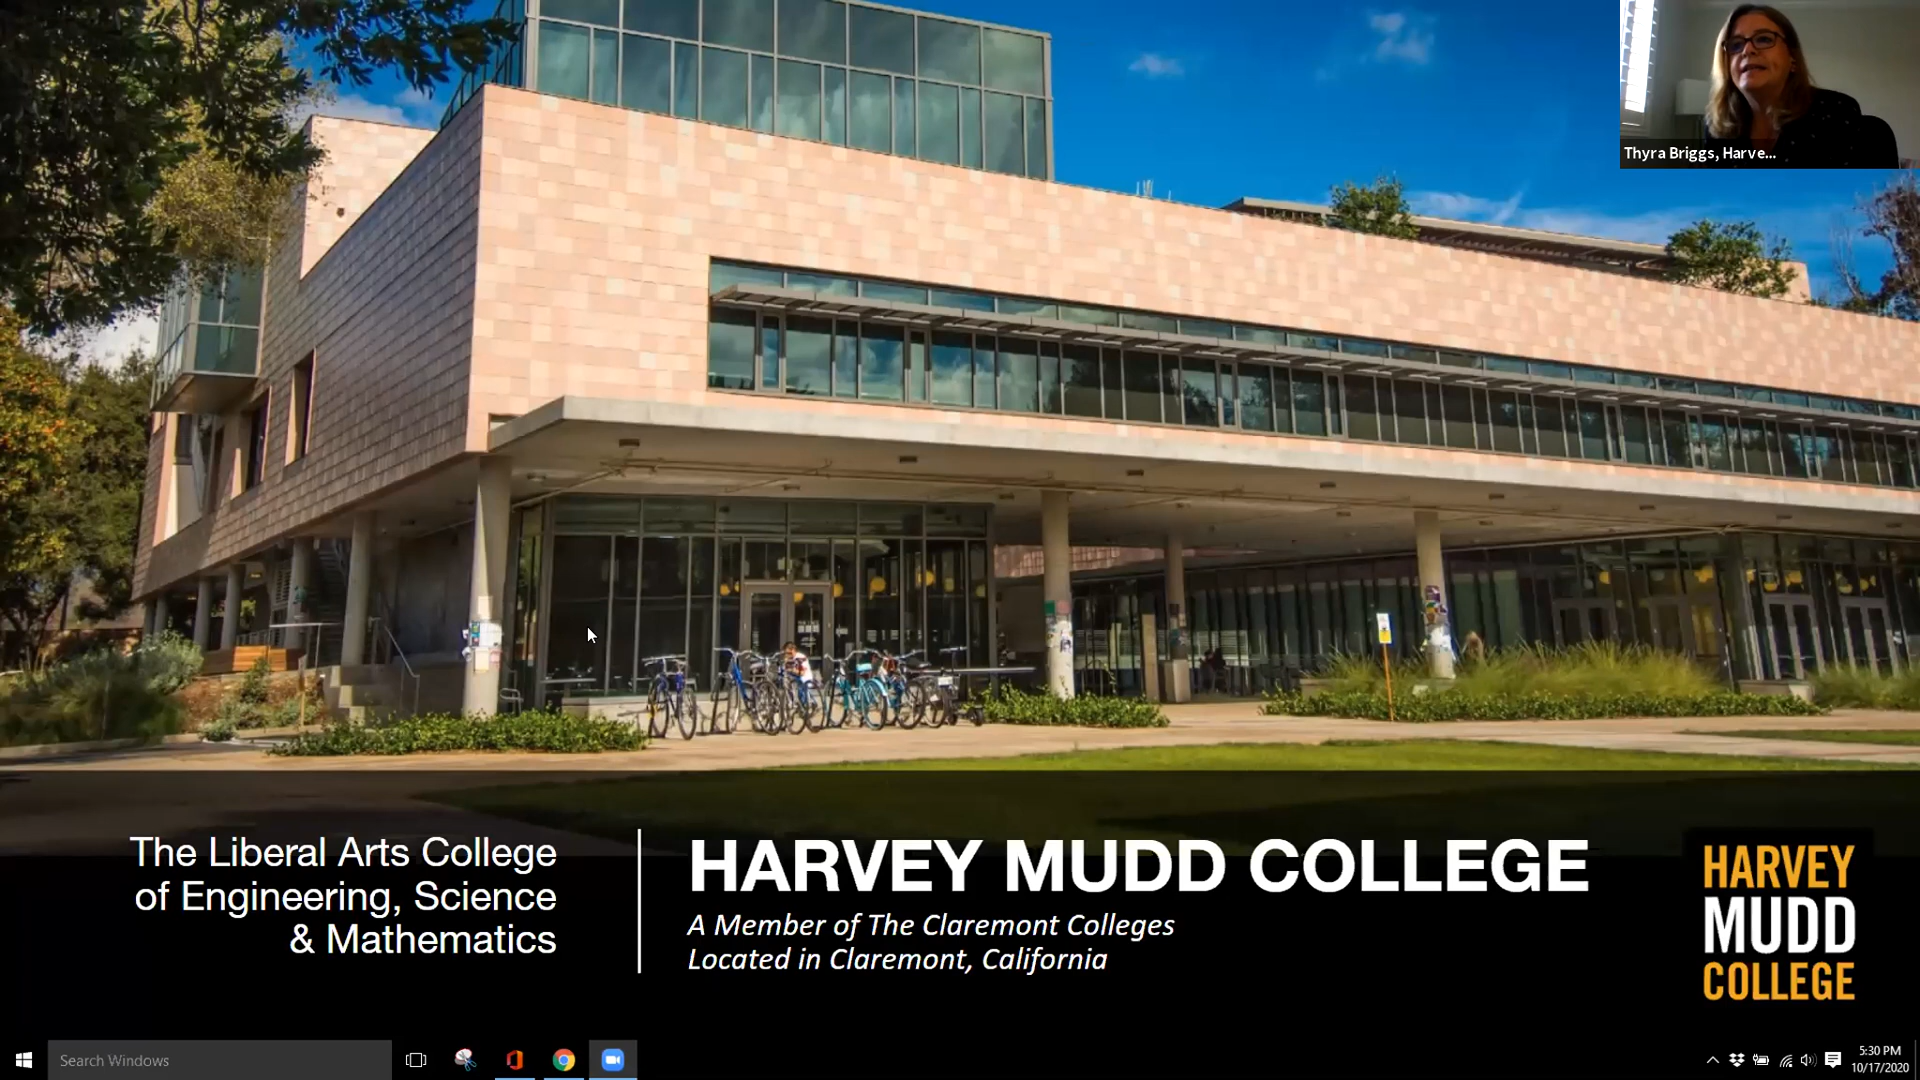 Thyra Briggs, Harve...
The Liberal Arts College
of Engineering, Science
& Mathematics
HARVEY MUDD COLLEGE
A Member of The Claremont Colleges
Located in Claremont, California
HARVEY
MUDD
COLLEGE
Search Windows
5:30 PM
10/17/2020